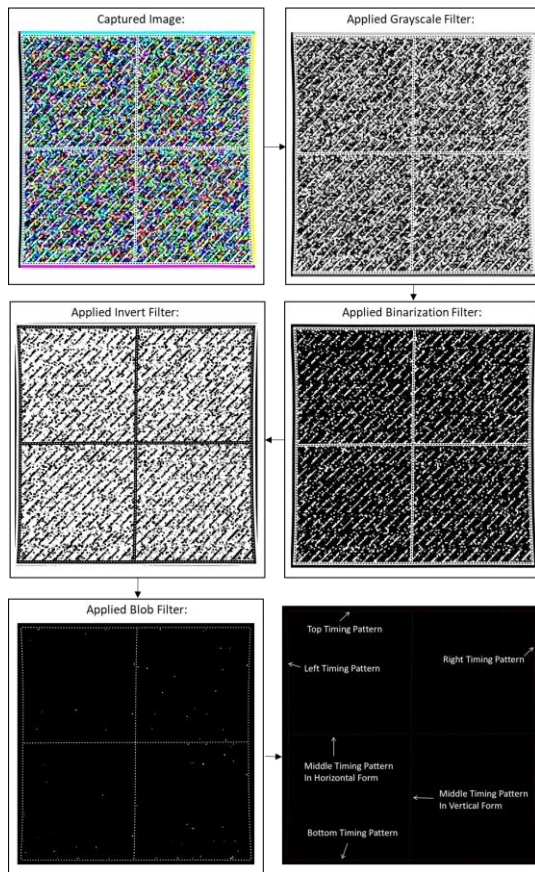 Captured Image:
Applied Grayscale Filter:
Applied Invert Filter:
Applied Binarization Filter:
Applied Blob Filter:
Top Timing Pattern
Right Timing Pattern
Left Timing Pattern
Middle Timing Pattern
In Horizontal Form
Middle Timing Pattern
In Vertical Form
Bottom Timing Pattern